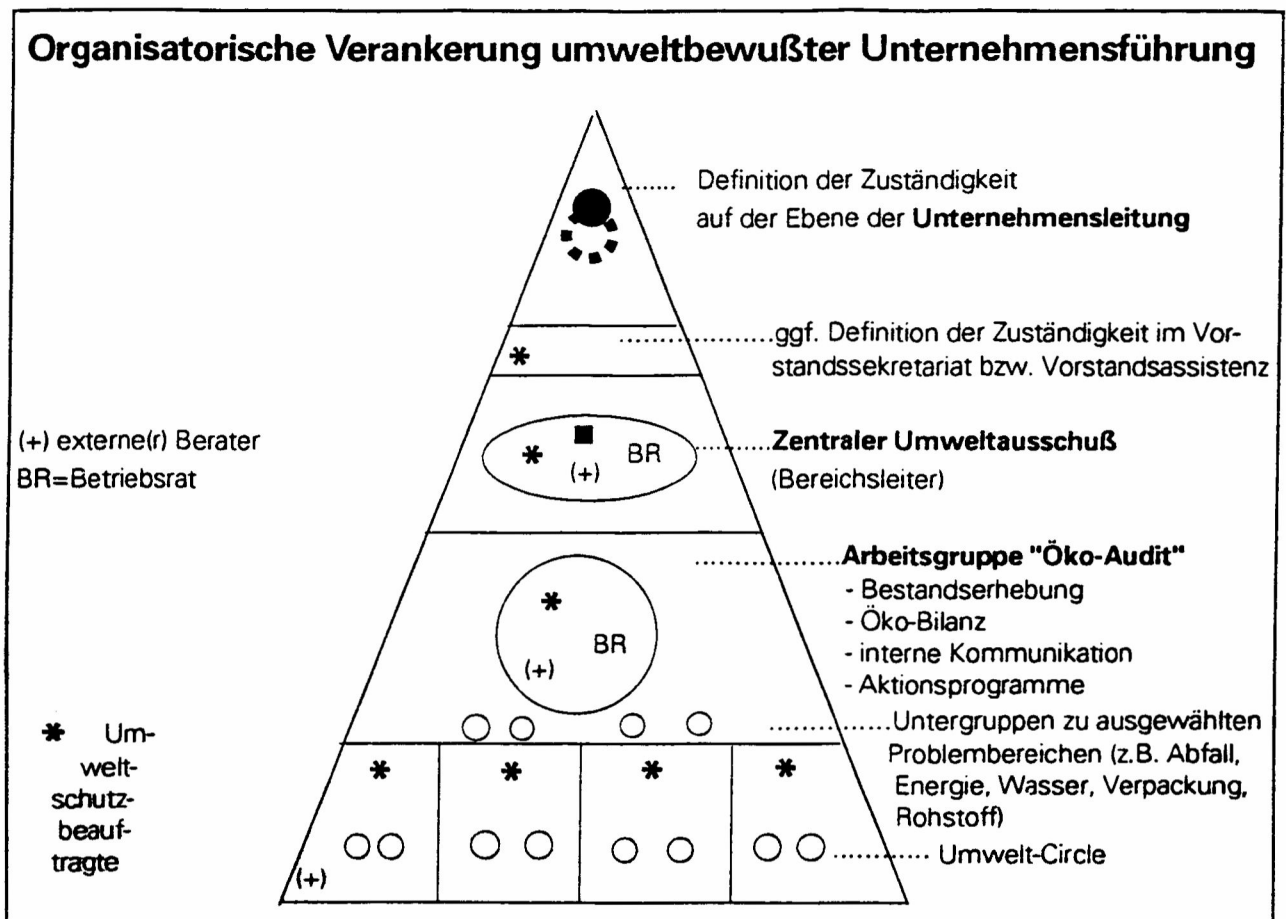 Organisatorische Verankerung umweltbewußter Unternehmensführung
........ Definition der Zuständigkeit
auf der Ebene der Unternehmensleitung
....................ggf. Definition der Zuständigkeit im Vor-
* standssekretariat bzw. Vorstandsassistenz
(+) externe(r) Berater
BR=Betriebsrat
..........Zentraler Umweltausschuß
(Bereichsleiter)
* BR
(+)
...............Arbeitsgruppe "Öko-Audit"
- Bestandserhebung
- Öko-Bilanz
- interne Kommunikation
- Aktionsprogramme
* BR
(+)
...............Untergruppen zu ausgewählten
Problembereichen (z.B. Abfall,
Energie, Wasser, Verpackung,
Rohstoff)
* Um-
welt-
schutz-
beauf-
tragte
* * * *
............ Umwelt-Circle
(+)